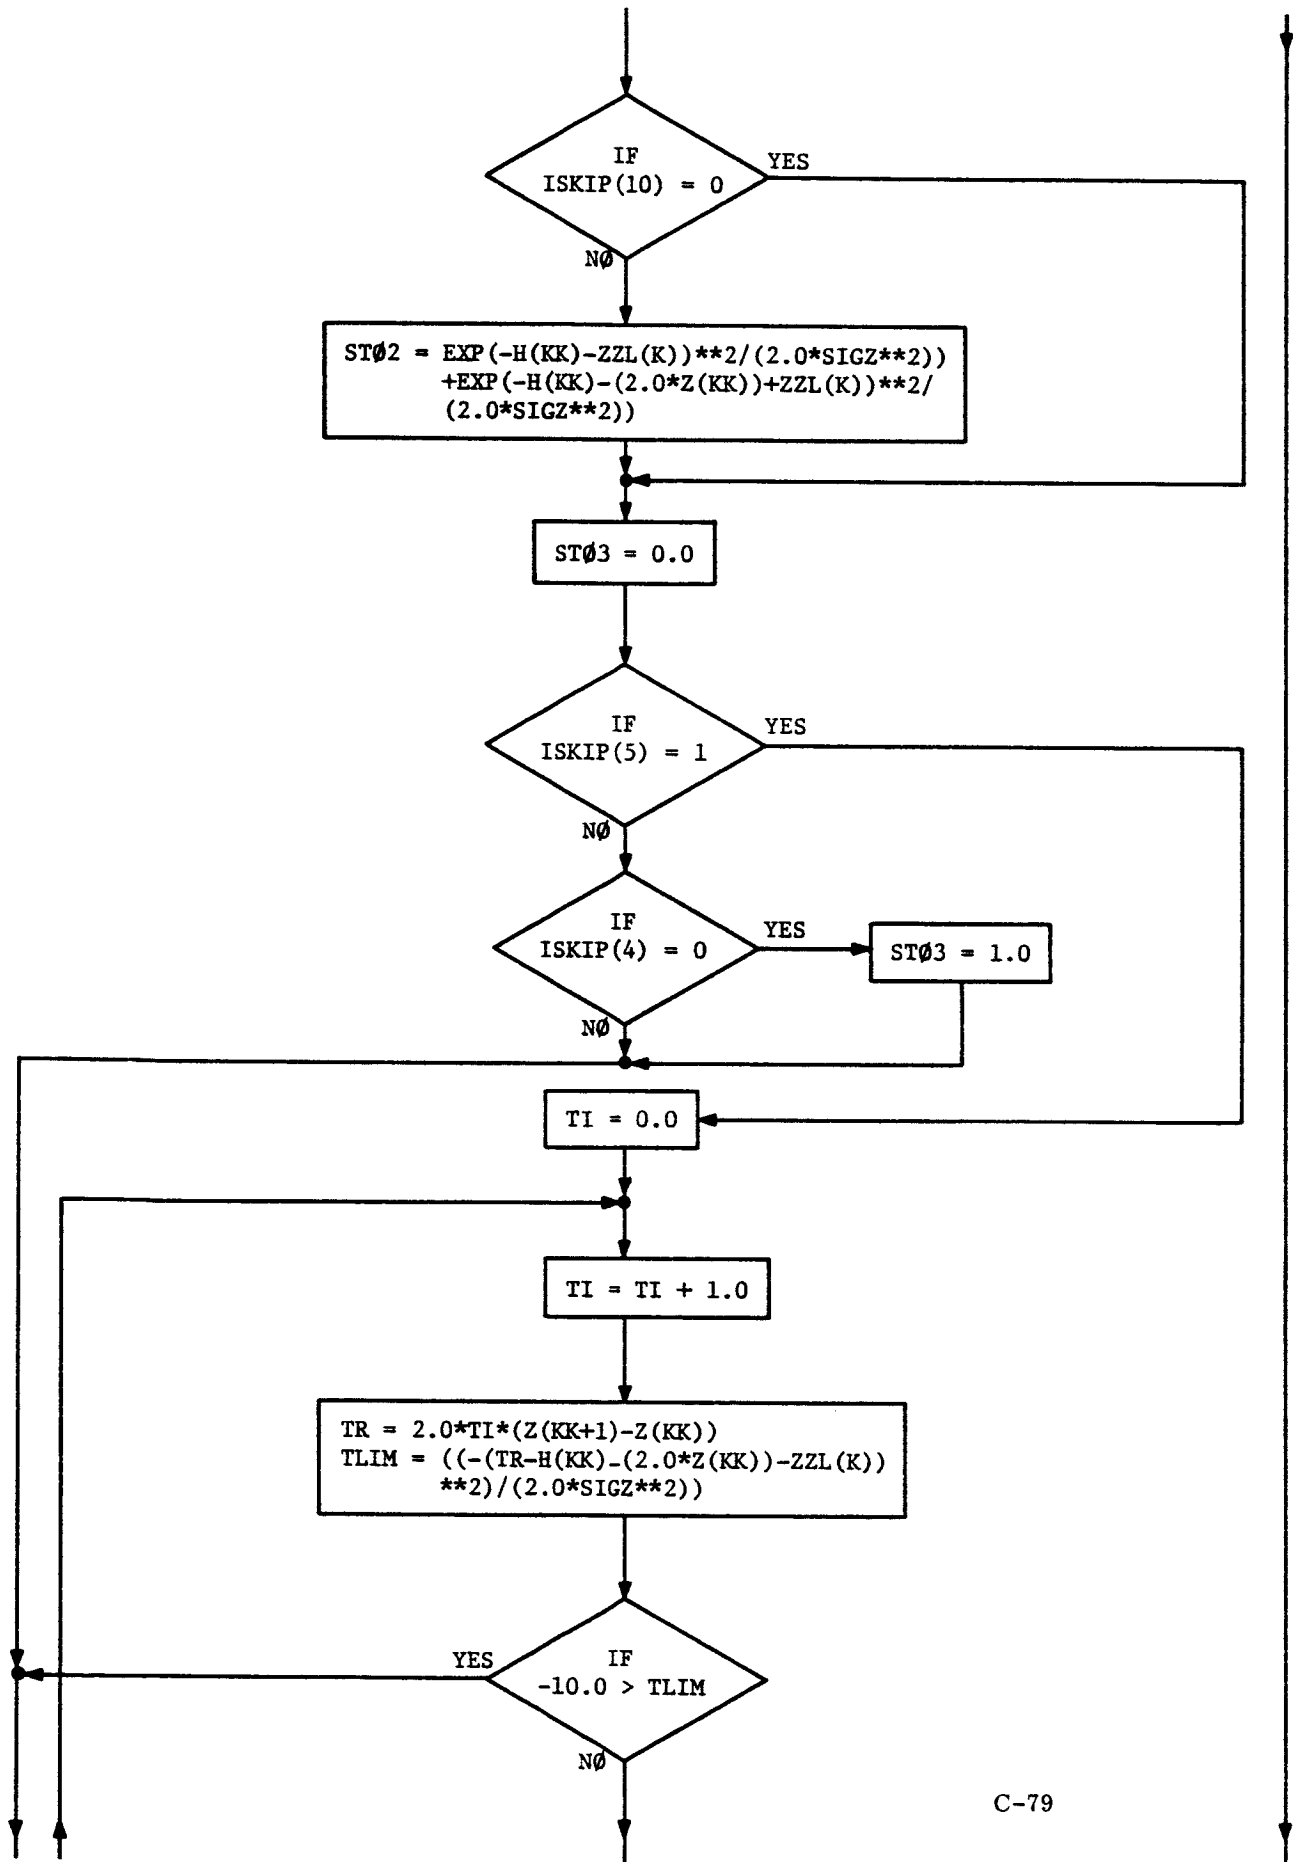 IF
ISKIP(10) = 0
YES
NØ
STØ2 = EXP(-H(KK)-ZZL(K))**2/(2.0*SIGZ**2))
+EXP(-H(KK)-(2.0*Z(KK))+ZZL(K))**2/
(2.0*SIGZ**2))
STØ3 = 0.0
IF
ISKIP(5) = 1
YES
NØ
IF
ISKIP(4) = 0
YES
STØ3 = 1.0
NØ
TI = 0.0
TI = TI + 1.0
TR = 2.0*TI*(Z(KK+1)-Z(KK))
TLIM = ((-(TR-H(KK)-(2.0*Z(KK))-ZZL(K))
**2)/(2.0*SIGZ**2))
YES
IF
-10.0 > TLIM
NØ
C-79